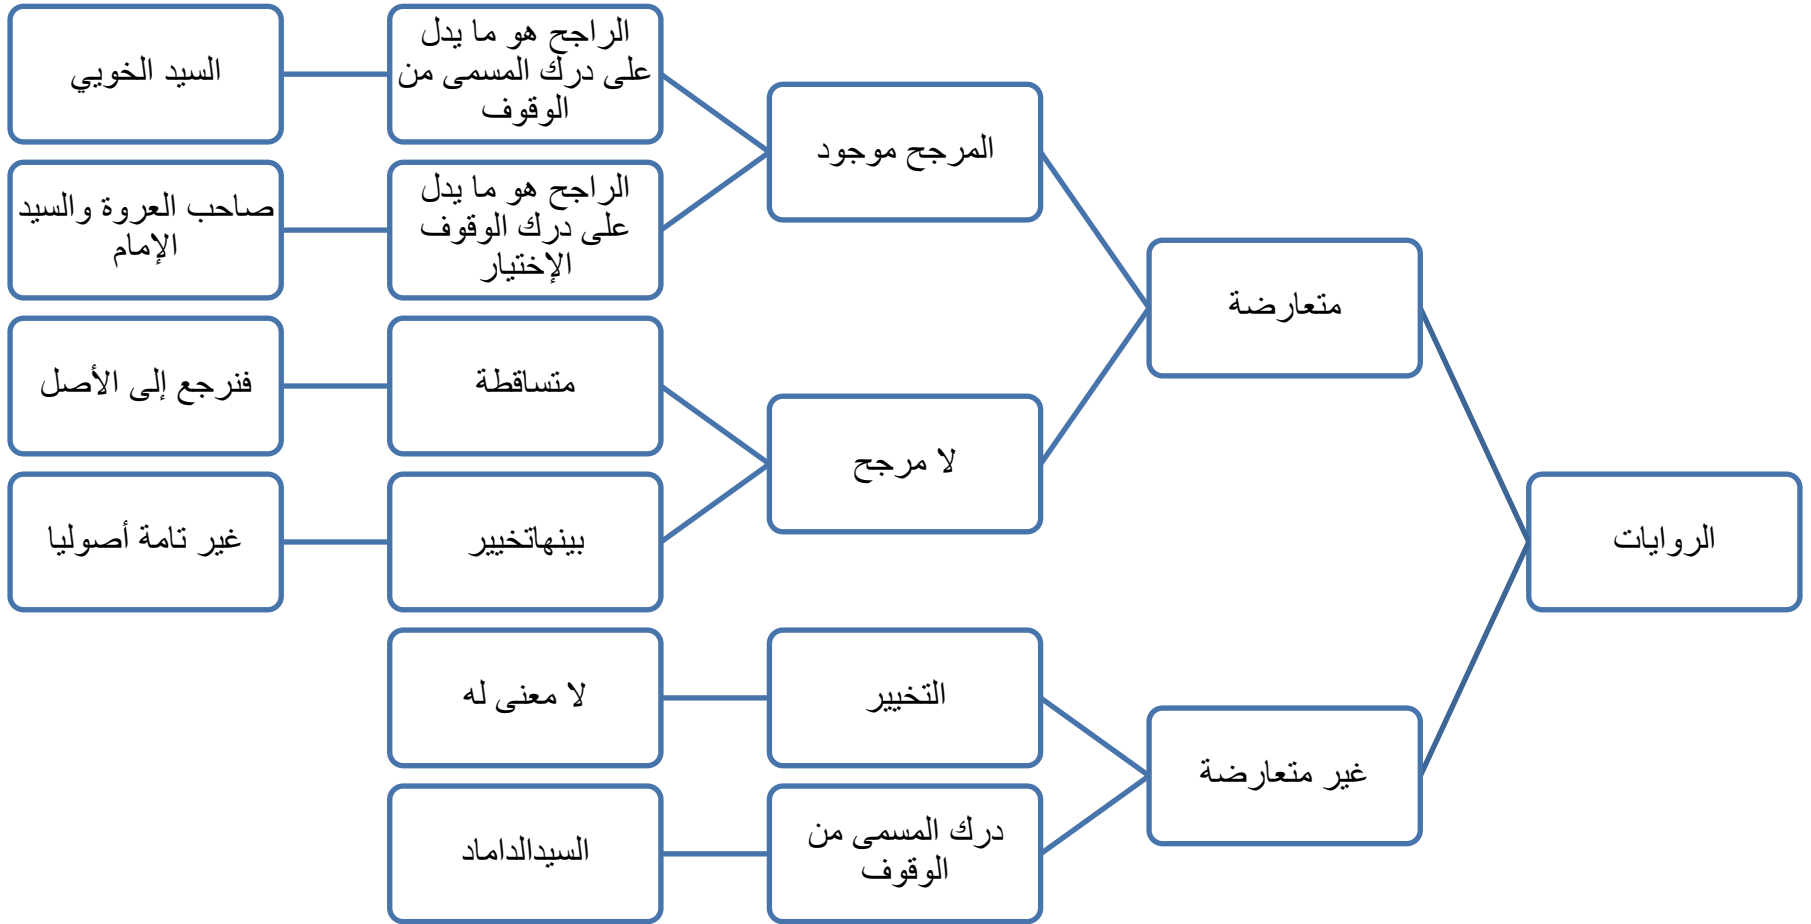 الروايات
متعارضة
المرجح موجود
الراجح هو ما يدل
على درك المسمى من
الوقوف
السيد الخويي
الراجح هو ما يدل
على درك الوقوف
الإختيار
صاحب العروة والسيد
الإمام
لا مرجح
متساقطة
فنرجع إلى الأصل
بينهاتخيير
غير تامة أصوليا
غير متعارضة
التخيير
لا معنى له
درك المسمى من
الوقوف
السيدالداماد